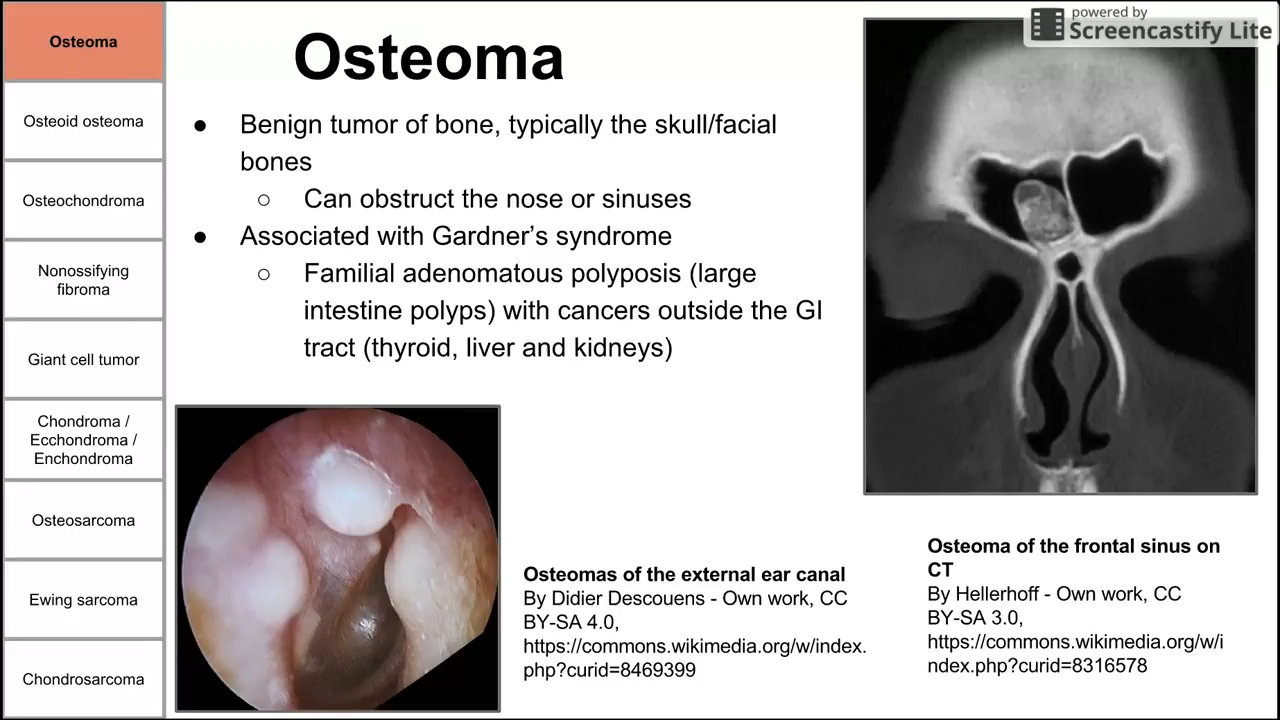 powered by
Screencastify Lite
Osteoma
Osteoid osteoma
Osteochondroma
Nonossifying
fibroma
Giant cell tumor
Chondroma /
Ecchondroma /
Enchondroma
Osteosarcoma
Ewing sarcoma
Chondrosarcoma
Osteoma
● Benign tumor of bone, typically the skull/facial
bones
○ Can obstruct the nose or sinuses
● Associated with Gardner’s syndrome
○ Familial adenomatous polyposis (large
intestine polyps) with cancers outside the GI
tract (thyroid, liver and kidneys)
Osteomas of the external ear canal
By Didier Descouens - Own work, CC
BY-SA 4.0,
https://commons.wikimedia.org/w/index.
php?curid=8469399
Osteoma of the frontal sinus on
CT
By Hellerhoff - Own work, CC
BY-SA 3.0,
https://commons.wikimedia.org/w/i
ndex.php?curid=8316578